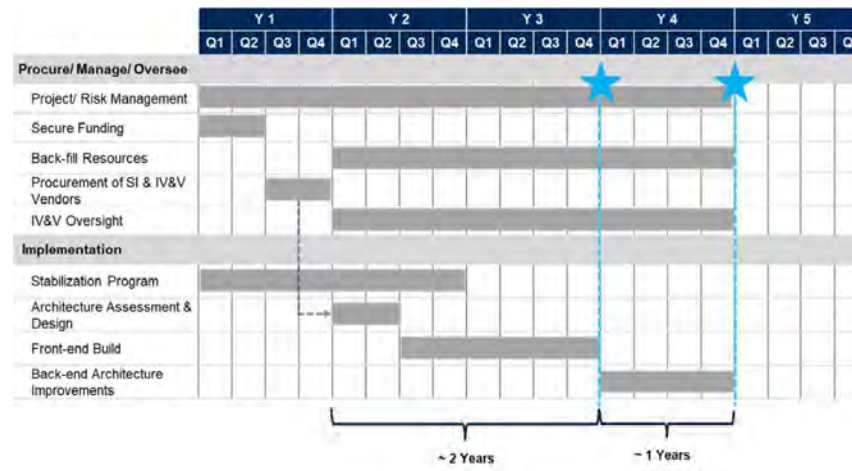 Y 1 Y 2 Y 3 Y 4 Y 5
Q1 Q2 Q3 Q4 Q1 Q2 Q3 Q4 Q1 Q2 Q3 Q4 Q1 Q2 Q3 Q4 Q1 Q2 Q3
Procure/ Manage/ Oversee
Project/ Risk Management
Secure Funding
Back-fill Resources
Procurement of SI & IV&V
Vendors
IV&V Oversight
Implementation
Stabilization Program
Architecture Assessment &
Design
Front-end Build
Back-end Architecture
Improvements
~ 2 Years
~ 1 Years